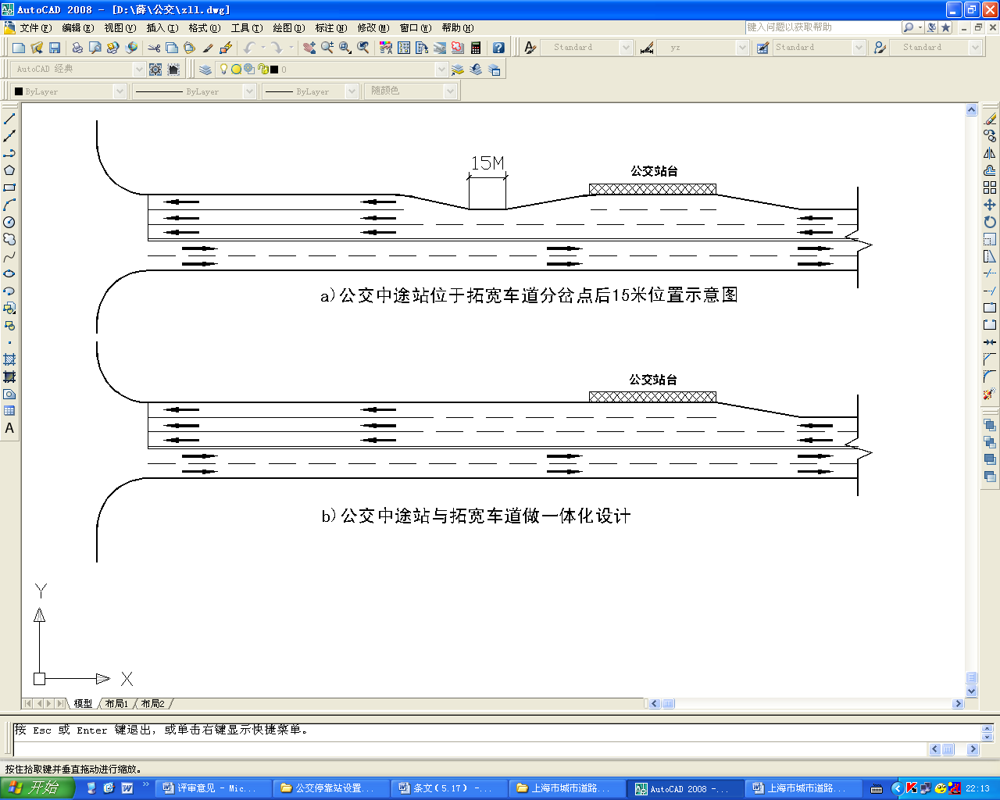 AutoCAD 2008 - [D:\薛\公交\zll.dwg]
文件(F) 编辑(E) 视图(V) 插入(I) 格式(O) 工具(T) 绘图(D) 标注(N) 修改(M) 窗口(W) 帮助(H)
键入问题以获取帮助
Standard yz Standard Standard
AutoCAD 经典 0
ByLayer ByLayer ByLayer 随颜色
15M
公交站台
a)公交中途站位于拓宽车道分岔点后15米位置示意图
公交站台
b)公交中途站与拓宽车道做一体化设计
Y
X
A
模型 布局1 布局2
按 Esc 或 Enter 键退出, 或单击右键显示快捷菜单。
按住拾取键并垂直拖动进行缩放。
开始 评审意见 - Mic... 公交停靠站设置... 条文(5.17) -... 上海市城市道路... AutoCAD 2008 -... 上海市城市道路... 22:13